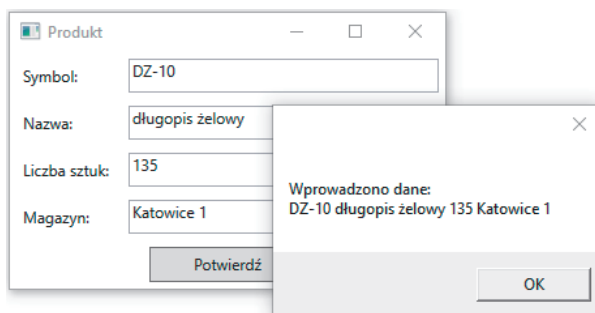 Produkt
Symbol: DZ-10
Nazwa: długopis żelowy
Liczba sztuk: 135
Magazyn: Katowice 1
Potwierdź
Wprowadzono dane:
DZ-10 długopis żelowy 135 Katowice 1
OK